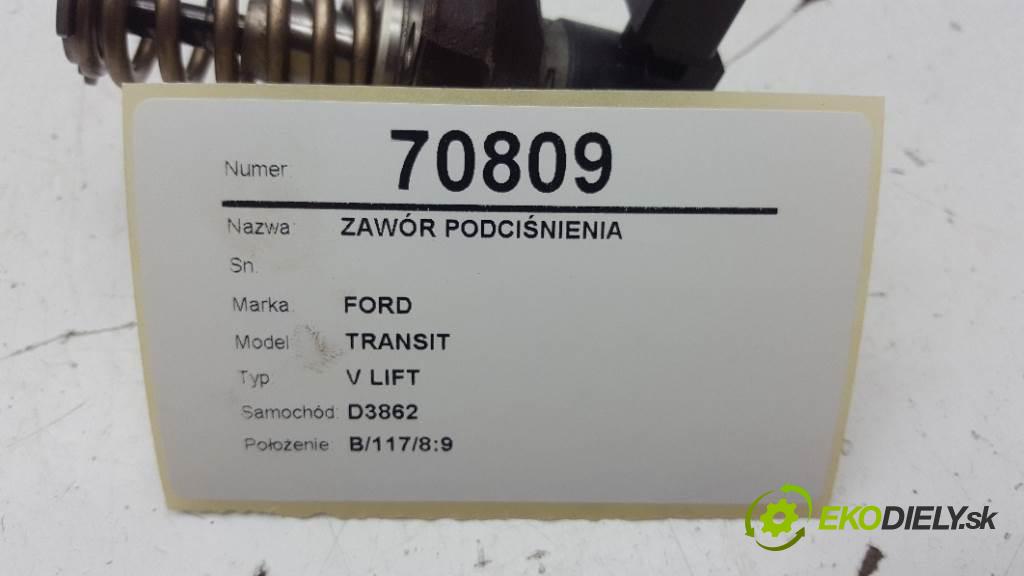 Numer: 70809
Nazwa: ZAWÓR PODCIŚNIENIA
Sn.
Marka: FORD
Model TRANSIT
Typ V LIFT
Samochód: D3862
Położenie: B/117/8:9
EKODIELY.sk